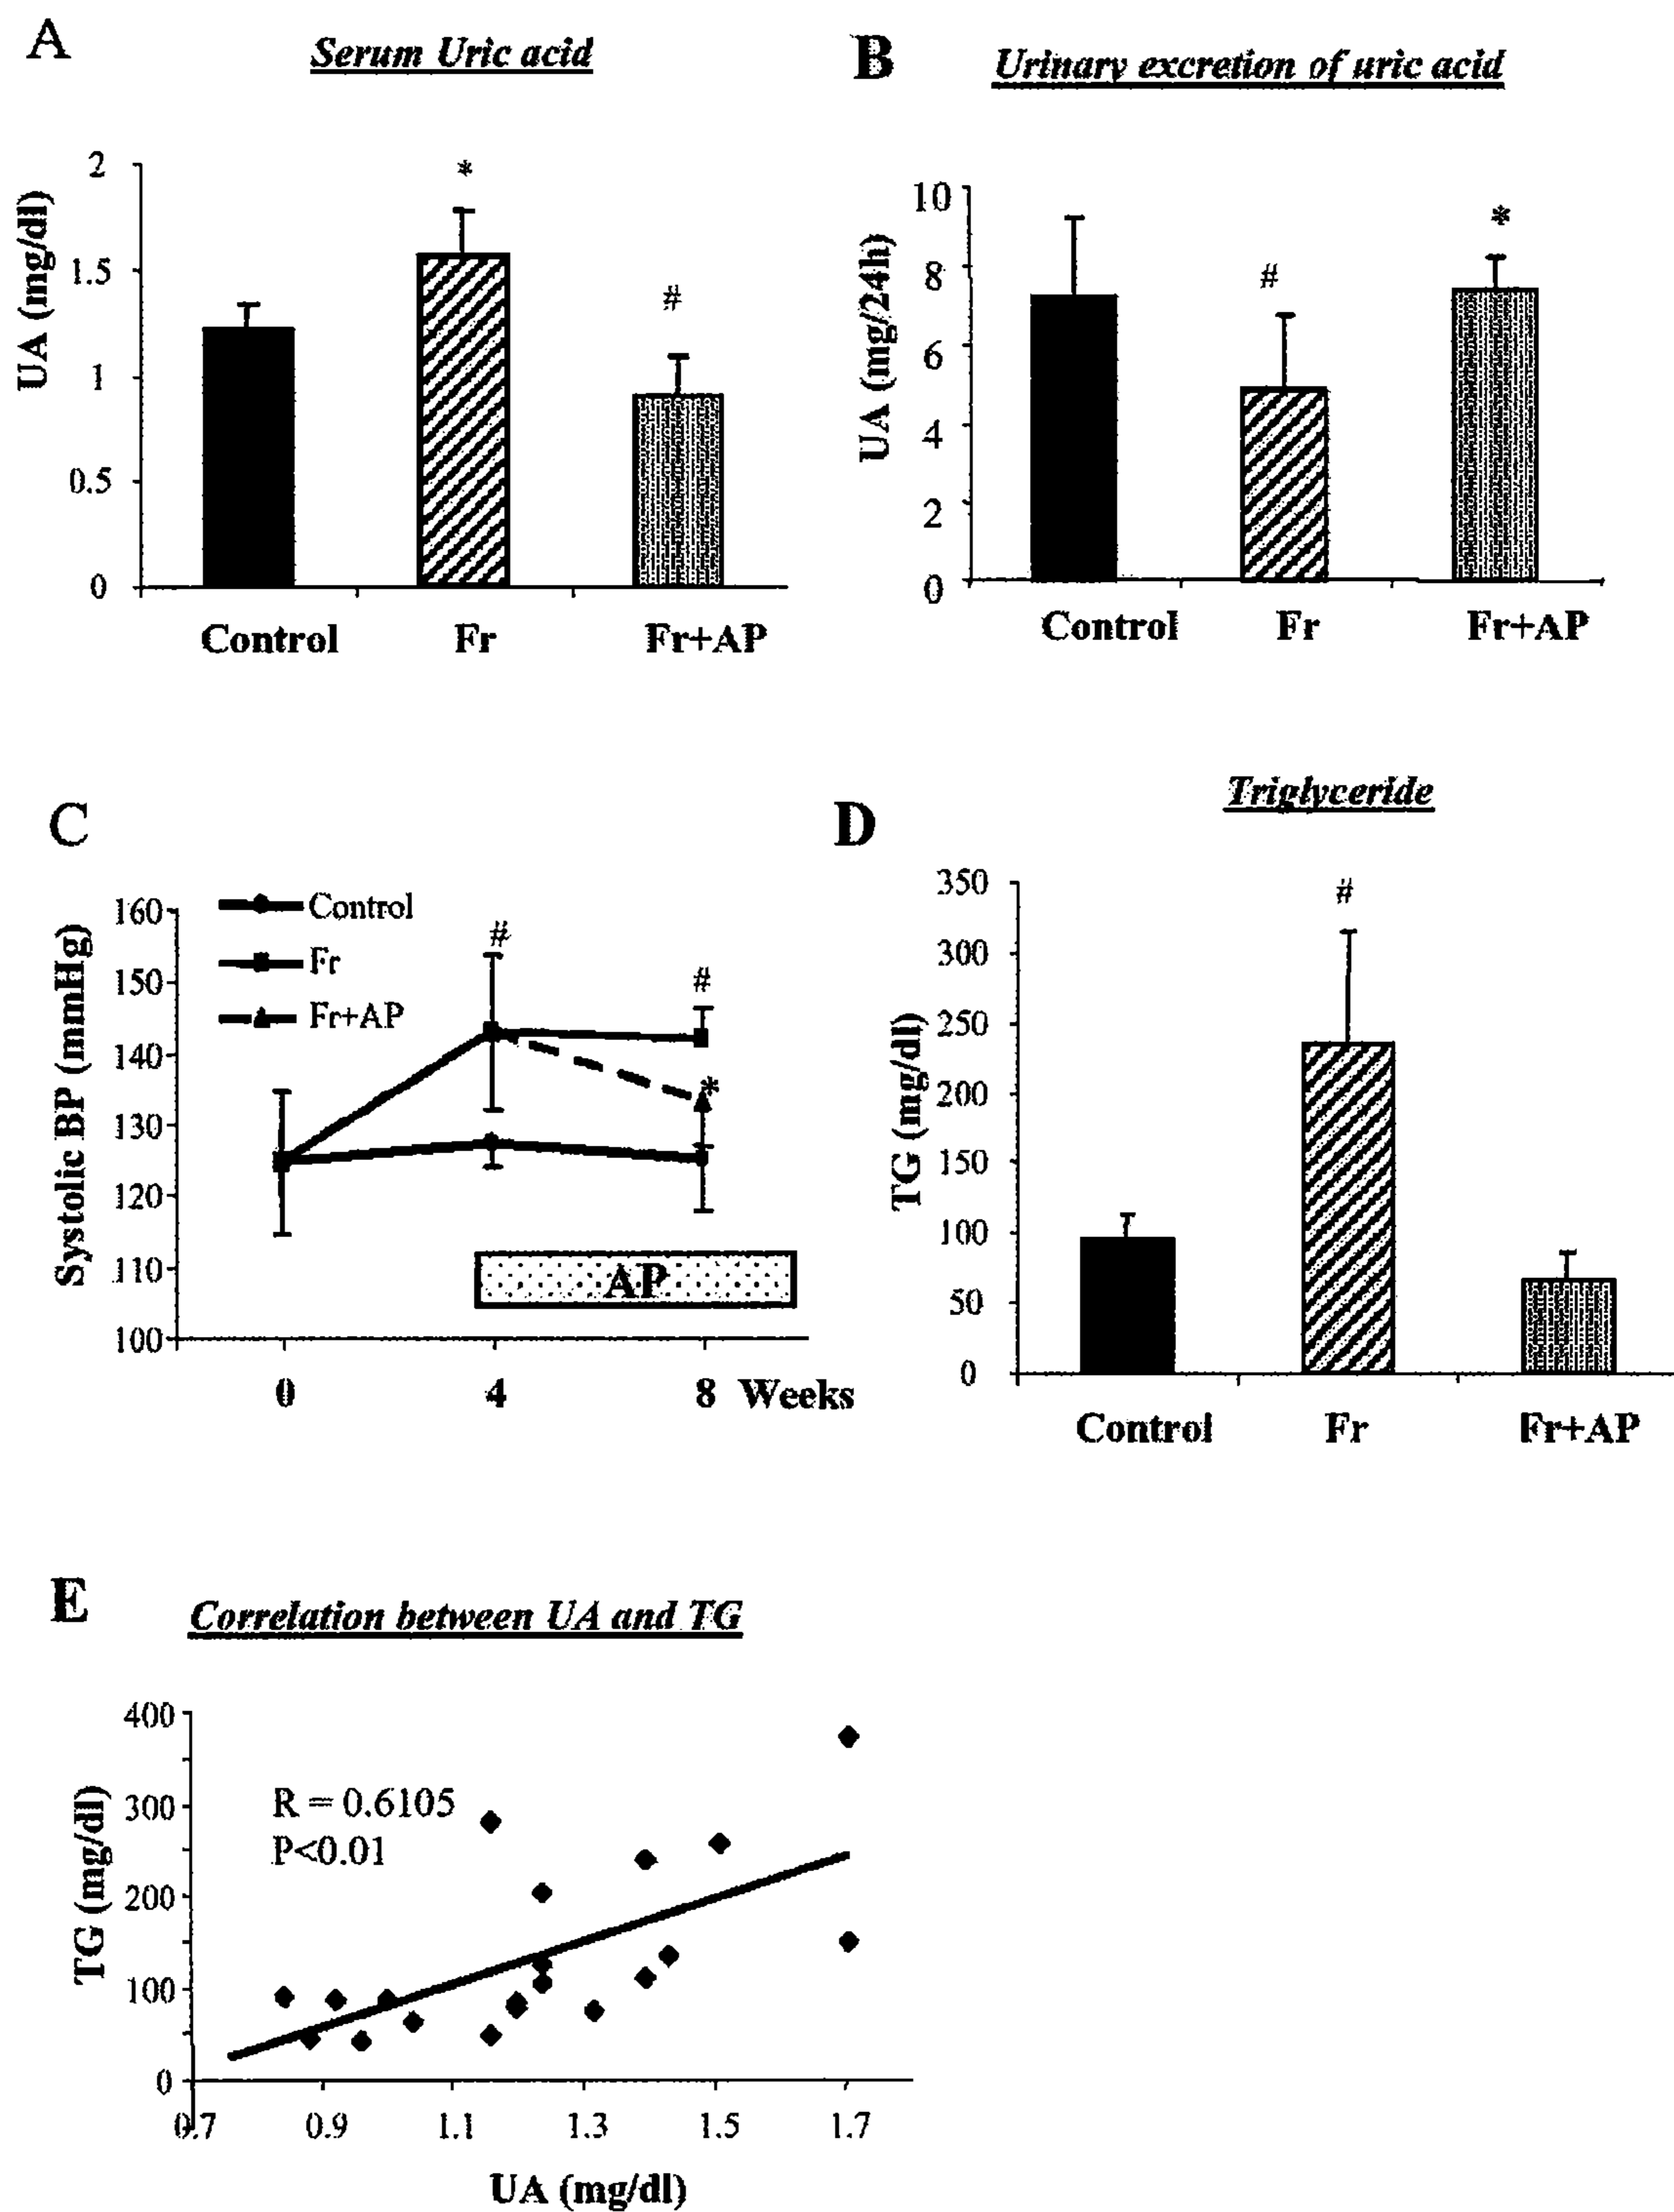 A
Serum Uric acid
*
#
2
1.5
1
0.5
0
UA (mg/dl)
Control Fr Fr+AP
B
Urinary excretion of uric acid
#
*
10
8
6
4
2
0
UA (mg/24h)
Control Fr Fr+AP
C
Control
Fr
Fr+AP
#
#
*
160
150
140
130
120
110
100
Systolic BP (mmHg)
AP
0 4 8 Weeks
D
Triglyceride
#
350
300
250
200
150
100
50
0
TG (mg/dl)
Control Fr Fr+AP
E
Correlation between UA and TG
R = 0.6105
P<0.01
400
300
200
100
0
TG (mg/dl)
0.7 0.9 1.1 1.3 1.5 1.7
UA (mg/dl)